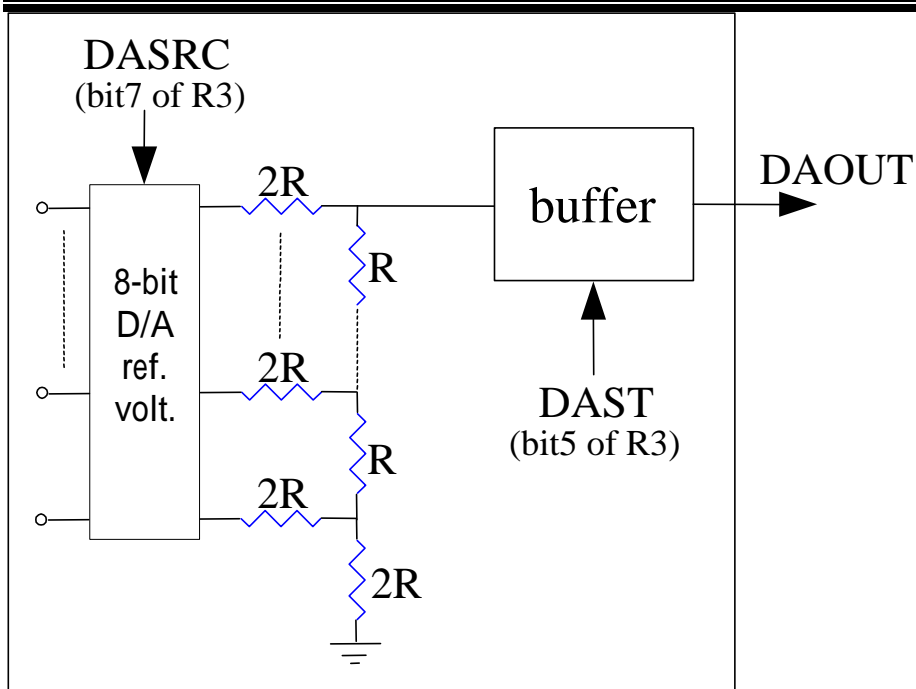 DASRC
(bit7 of R3)
2R
R
buffer
DAOUT
8-bit
D/A
ref.
volt.
2R
DAST
(bit5 of R3)
R
2R
2R